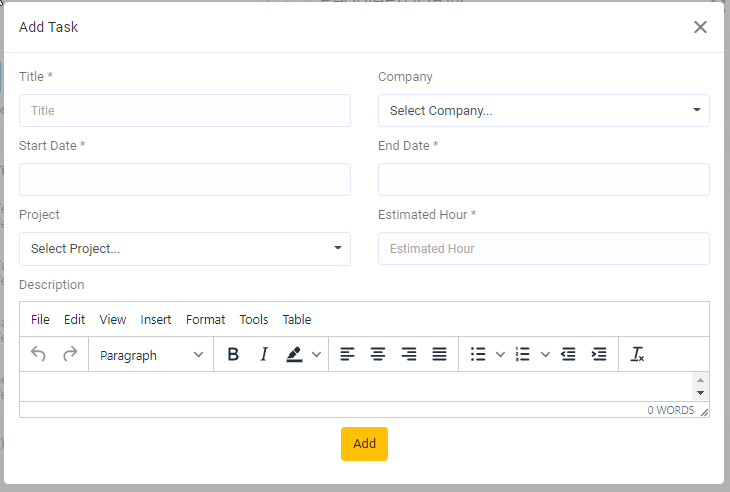 Add Task
Title * Company
Title Select Company...
Start Date * End Date *
Project Estimated Hour *
Select Project... Estimated Hour
Description
File Edit View Insert Format Tools Table
Paragraph B I
0 WORDS
Add